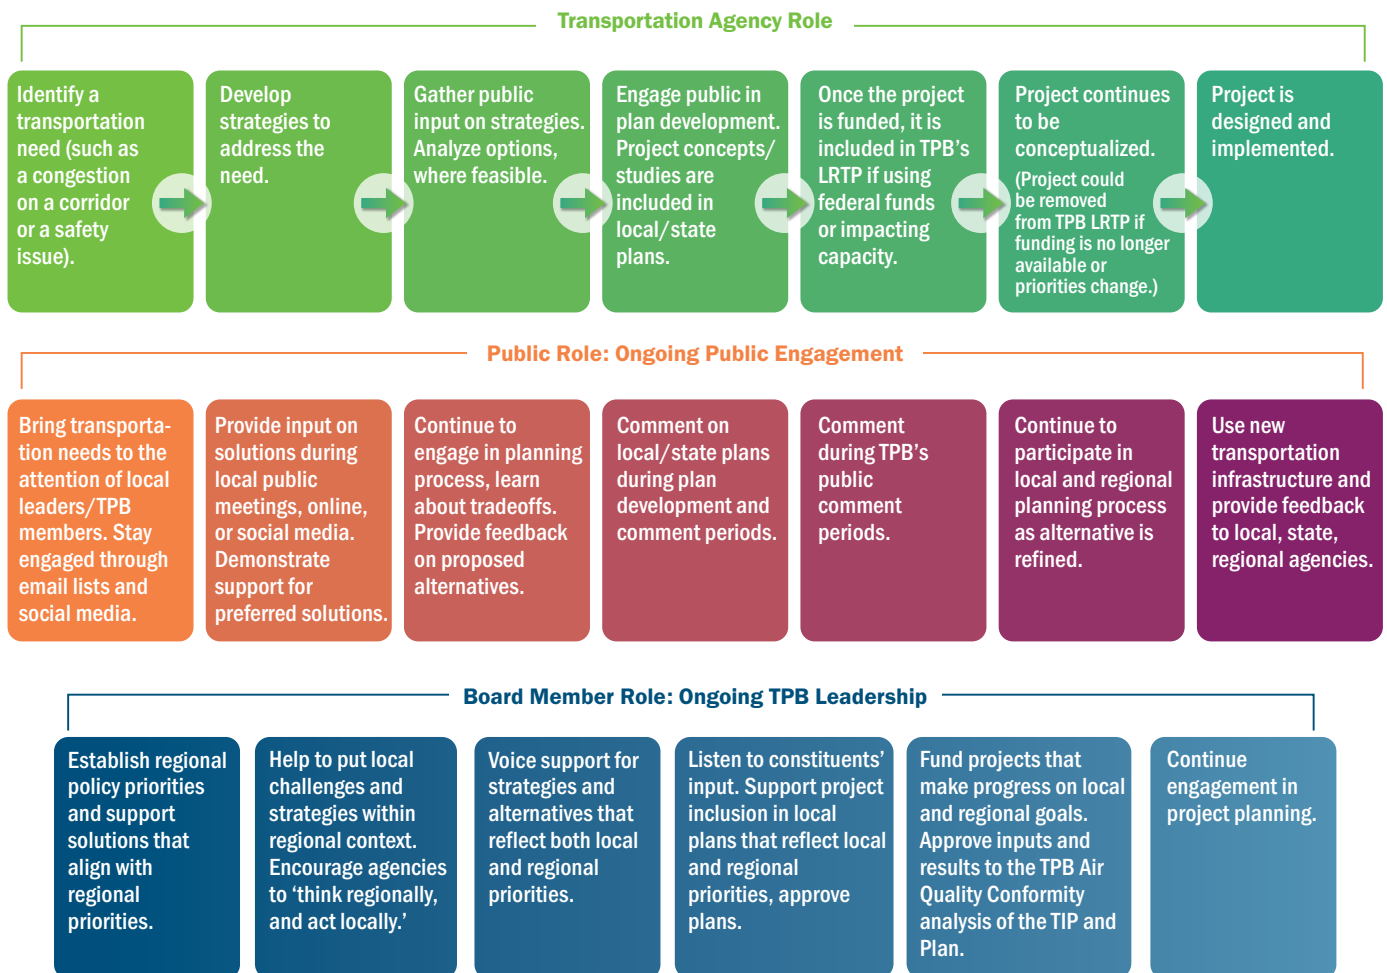 Transportation Agency Role
Identify a
transportation
need (such as
a congestion
on a corridor
or a safety
issue).
Develop
strategies to
address the
need.
Gather public
input on strategies.
Analyze options,
where feasible.
Engage public in
plan development.
Project concepts/
studies are
included in
local/state
plans.
Once the project
is funded, it is
included in TPB’s
LRTP if using
federal funds
or impacting
capacity.
Project continues
to be
conceptualized.
(Project could
be removed
from TPB LRTP if
funding is no longer
available or
priorities change.)
Project is
designed and
implemented.
Public Role: Ongoing Public Engagement
Bring transporta-
tion needs to the
attention of local
leaders/TPB
members. Stay
engaged through
email lists and
social media.
Provide input on
solutions during
local public
meetings, online,
or social media.
Demonstrate
support for
preferred solutions.
Continue to
engage in planning
process, learn
about tradeoffs.
Provide feedback
on proposed
alternatives.
Comment on
local/state plans
during plan
development and
comment periods.
Comment
during TPB’s
public
comment
periods.
Continue to
participate in
local and regional
planning process
as alternative is
refined.
Use new
transportation
infrastructure and
provide feedback
to local, state,
regional agencies.
Board Member Role: Ongoing TPB Leadership
Establish regional
policy priorities
and support
solutions that
align with
regional
priorities.
Help to put local
challenges and
strategies within
regional context.
Encourage agencies
to ‘think regionally,
and act locally.’
Voice support for
strategies and
alternatives that
reflect both local
and regional
priorities.
Listen to constituents’
input. Support project
inclusion in local
plans that reflect local
and regional
priorities, approve
plans.
Fund projects that
make progress on local
and regional goals.
Approve inputs and
results to the TPB Air
Quality Conformity
analysis of the TIP and
Plan.
Continue
engagement in
project planning.